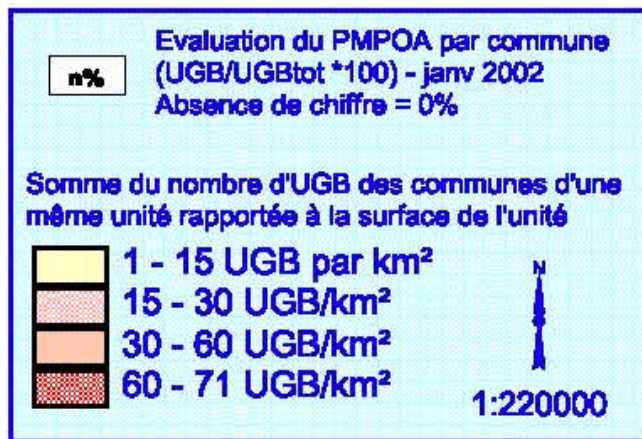 n%
Evaluation du PMPOA par commune
(UGB/UGBtot *100) - janv 2002
Absence de chiffre = 0%
Somme du nombre d'UGB des communes d'une
même unité rapportée à la surface de l'unité
1 - 15 UGB par km²
15 - 30 UGB/km²
30 - 60 UGB/km²
60 - 71 UGB/km²
N
1:220000